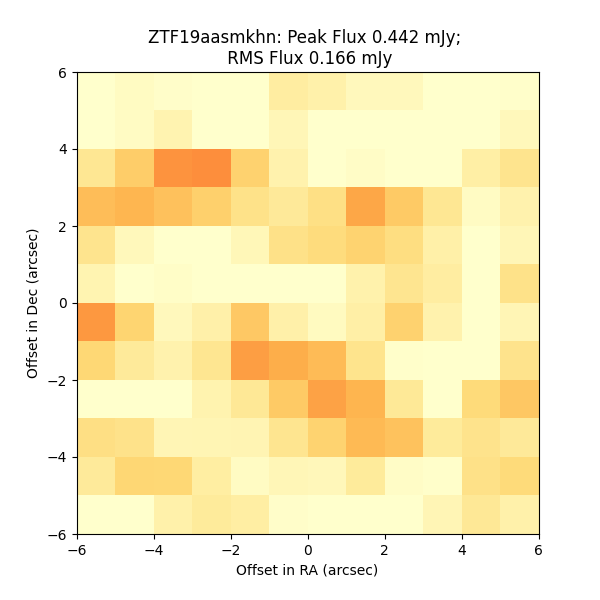 ZTF19aasmkhn: Peak Flux 0.442 mJy;
RMS Flux 0.166 mJy
6
4
2
0
−2
−4
−6
Offset in Dec (arcsec)
−6 −4 −2 0 2 4 6
Offset in RA (arcsec)